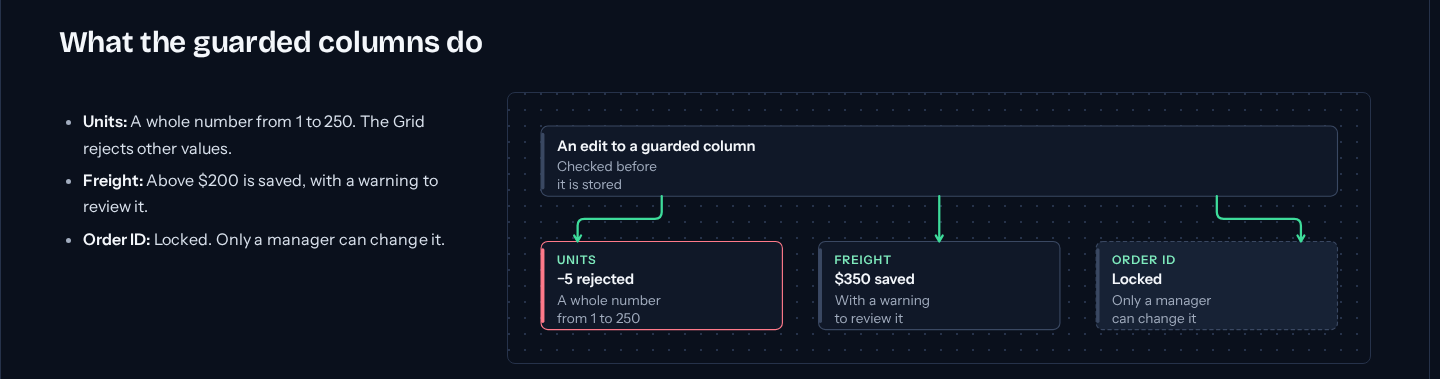 What the guarded columns do
• Units: A whole number from 1 to 250. The Grid
rejects other values.
• Freight: Above $200 is saved, with a warning to
review it.
• Order ID: Locked. Only a manager can change it.
An edit to a guarded column
Checked before
it is stored
UNITS
−5 rejected
A whole number
from 1 to 250
FREIGHT
$350 saved
With a warning
to review it
ORDER ID
Locked
Only a manager
can change it